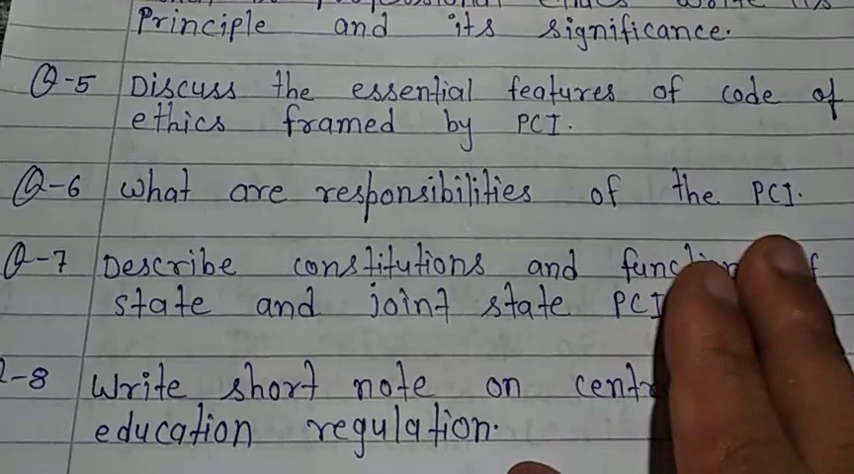 Principle and its significance.
Q-5 Discuss the essential features of code of
ethics framed by PCI.
Q-6 What are responsibilities of the PCI.
Q-7 Describe constitutions and
state and joint state PCI
8 Write short note on
education regulation.